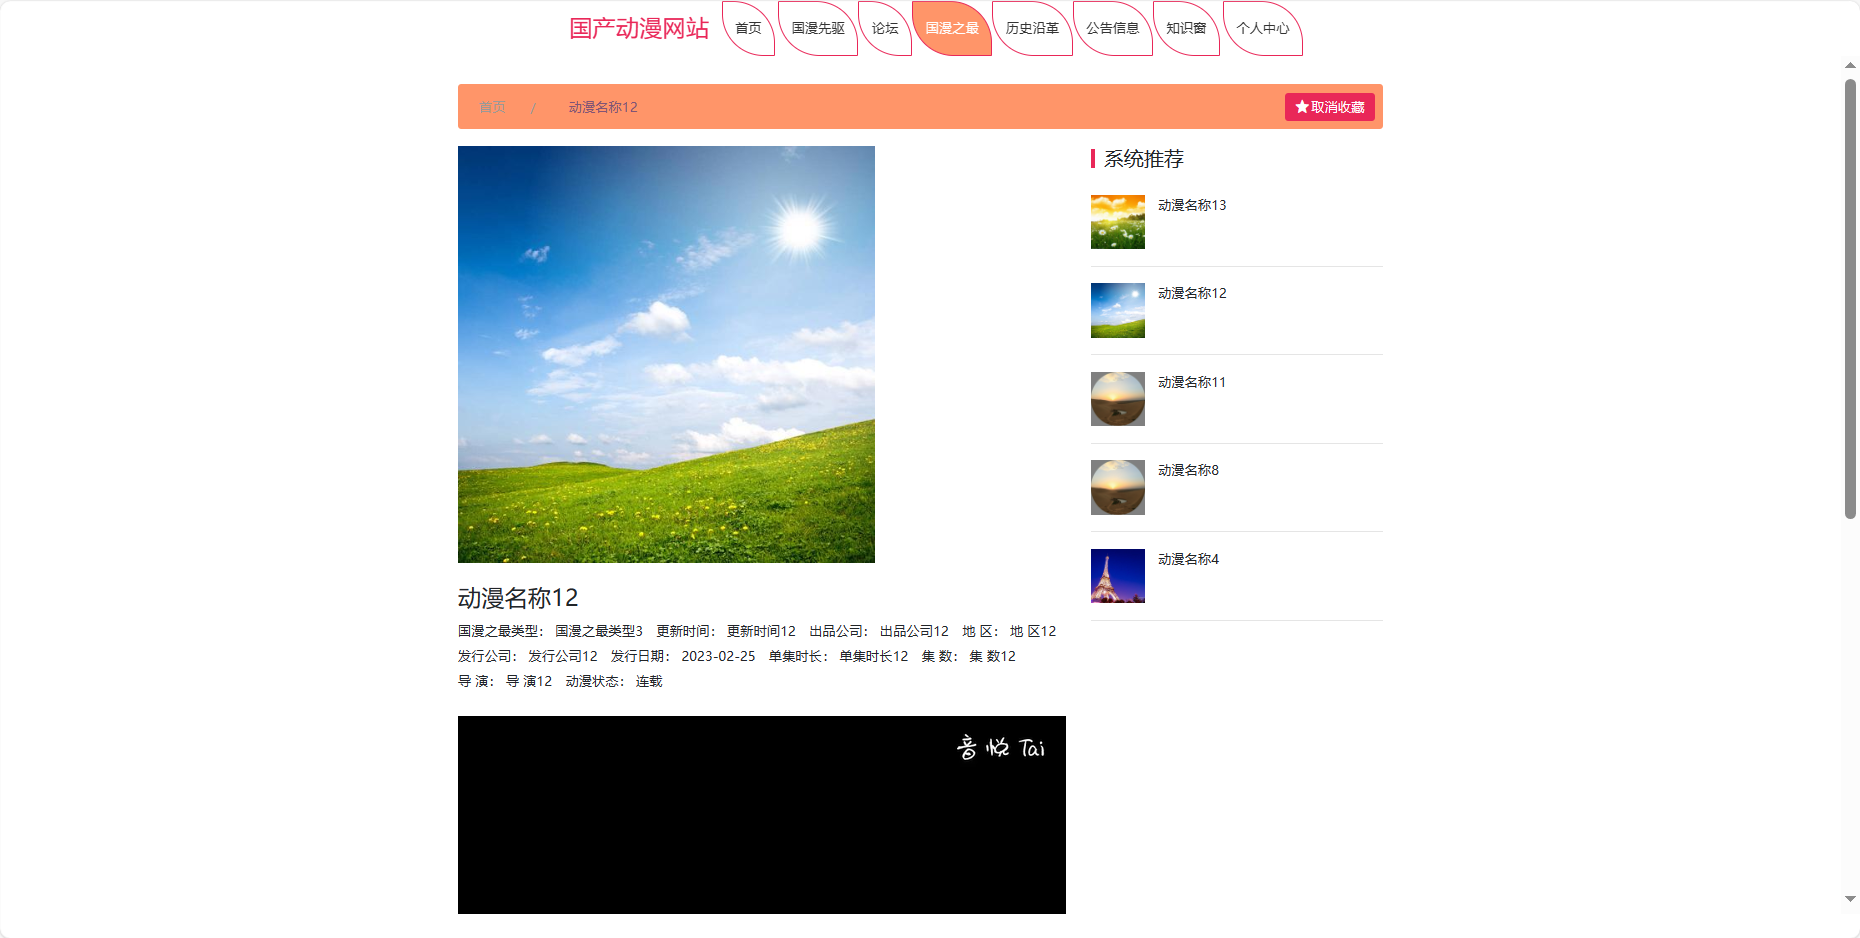 国产动漫网站 首页 国漫先驱 论坛 国漫之最 历史沿革 公告信息 知识窗 个人中心
首页 / 动漫名称12 取消收藏
系统推荐
动漫名称13
动漫名称12
动漫名称11
动漫名称8
动漫名称4
动漫名称12
国漫之最类型： 国漫之最类型3 更新时间： 更新时间12 出品公司： 出品公司12 地 区： 地 区12
发行公司： 发行公司12 发行日期： 2023-02-25 单集时长： 单集时长12 集 数： 集 数12
导 演： 导 演12 动漫状态： 连载
音悦Tai